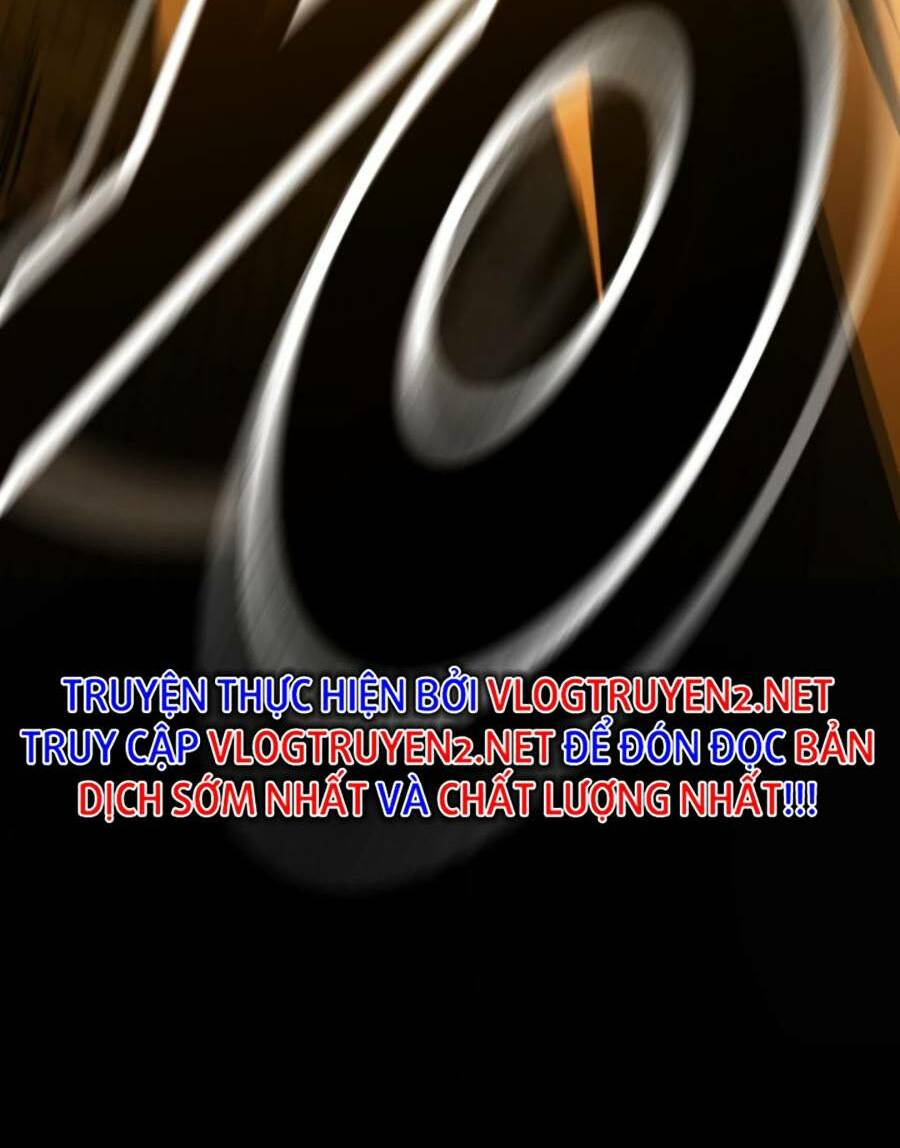 TRUYỆN THỰC HIỆN BỞI VLOGTRUYEN2.NET
TRUY CẬP VLOGTRUYEN2.NET ĐỂ ĐÓN ĐỌC BẢN
DỊCH SỚM NHẤT VÀ CHẤT LƯỢNG NHẤT!!!